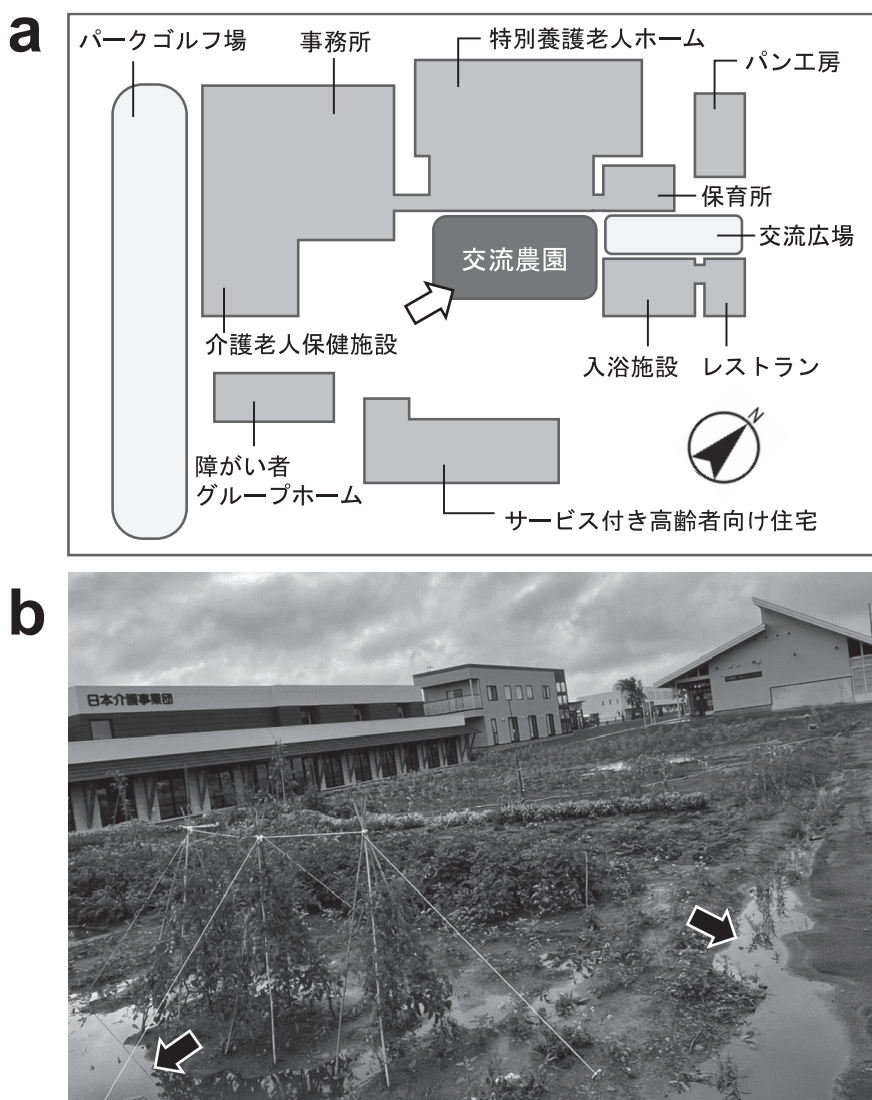 a
パークゴルフ場
事務所
特別養護老人ホーム
パン工房
保育所
交流広場
交流農園
介護老人保健施設
入浴施設
レストラン
N
障がい者
グループホーム
サービス付き高齢者向け住宅
b
日本介護事業団